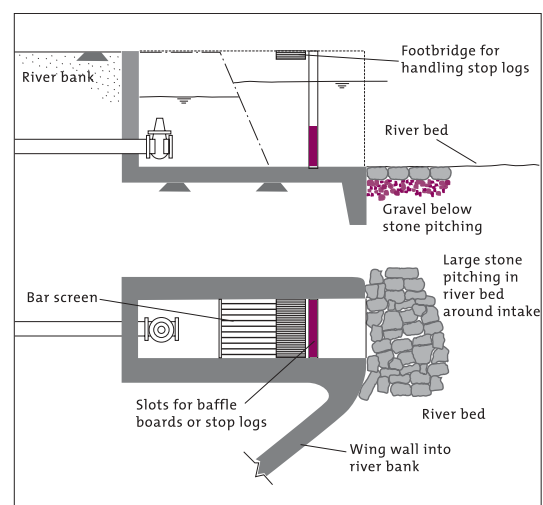 Footbridge for
handling stop logs
River bank
River bed
Gravel below
stone pitching
Large stone
pitching in
river bed
around intake
Bar screen
Slots for baffle
boards or stop logs
River bed
Wing wall into
river bank